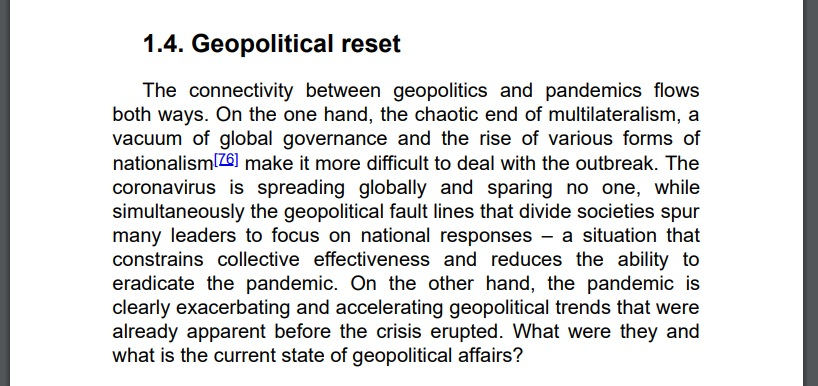 1.4. Geopolitical reset
The connectivity between geopolitics and pandemics flows
both ways. On the one hand, the chaotic end of multilateralism, a
vacuum of global governance and the rise of various forms of
nationalism[76] make it more difficult to deal with the outbreak. The
coronavirus is spreading globally and sparing no one, while
simultaneously the geopolitical fault lines that divide societies spur
many leaders to focus on national responses – a situation that
constrains collective effectiveness and reduces the ability to
eradicate the pandemic. On the other hand, the pandemic is
clearly exacerbating and accelerating geopolitical trends that were
already apparent before the crisis erupted. What were they and
what is the current state of geopolitical affairs?